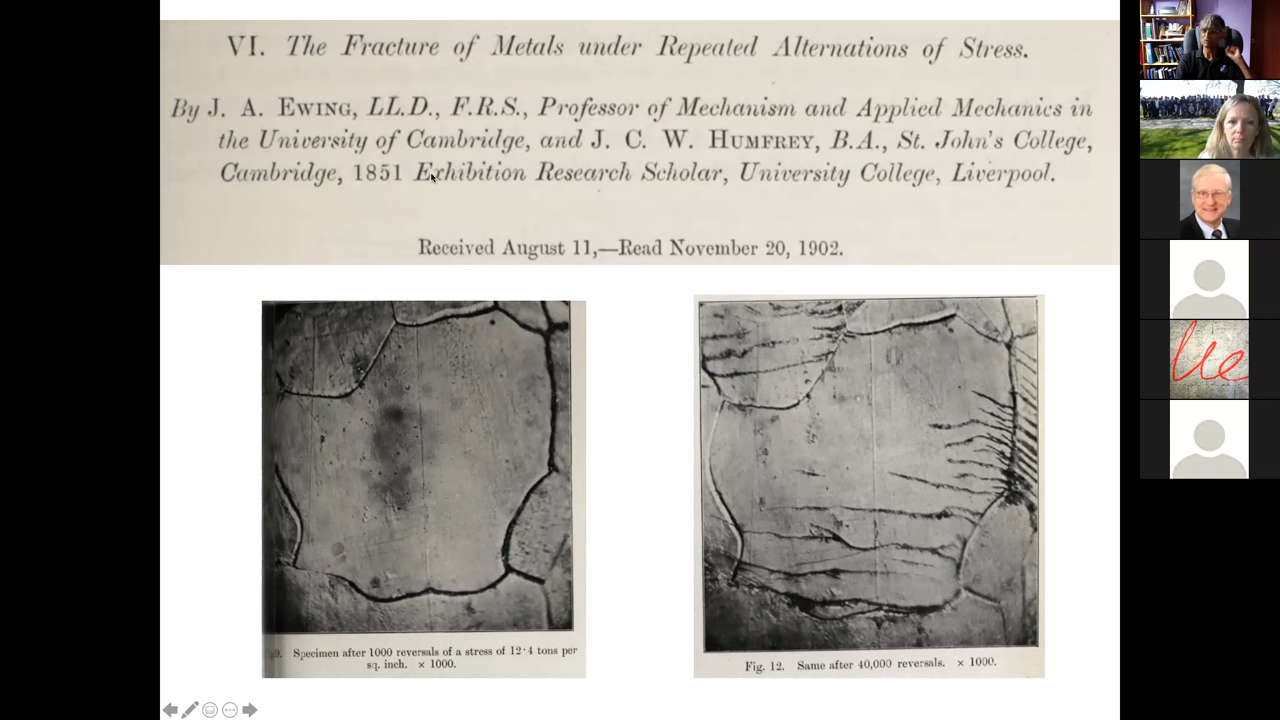 VI. The Fracture of Metals under Repeated Alternations of Stress.
By J. A. EWING, LL.D., F.R.S., Professor of Mechanism and Applied Mechanics in
the University of Cambridge, and J. C. W. HUMFREY, B.A., St. John's College,
Cambridge, 1851 Exhibition Research Scholar, University College, Liverpool.
Received August 11,—Read November 20, 1902.
9. Specimen after 1000 reversals of a stress of 12·4 tons per
sq. inch. × 1000.
Fig. 12. Same after 40,000 reversals. × 1000.